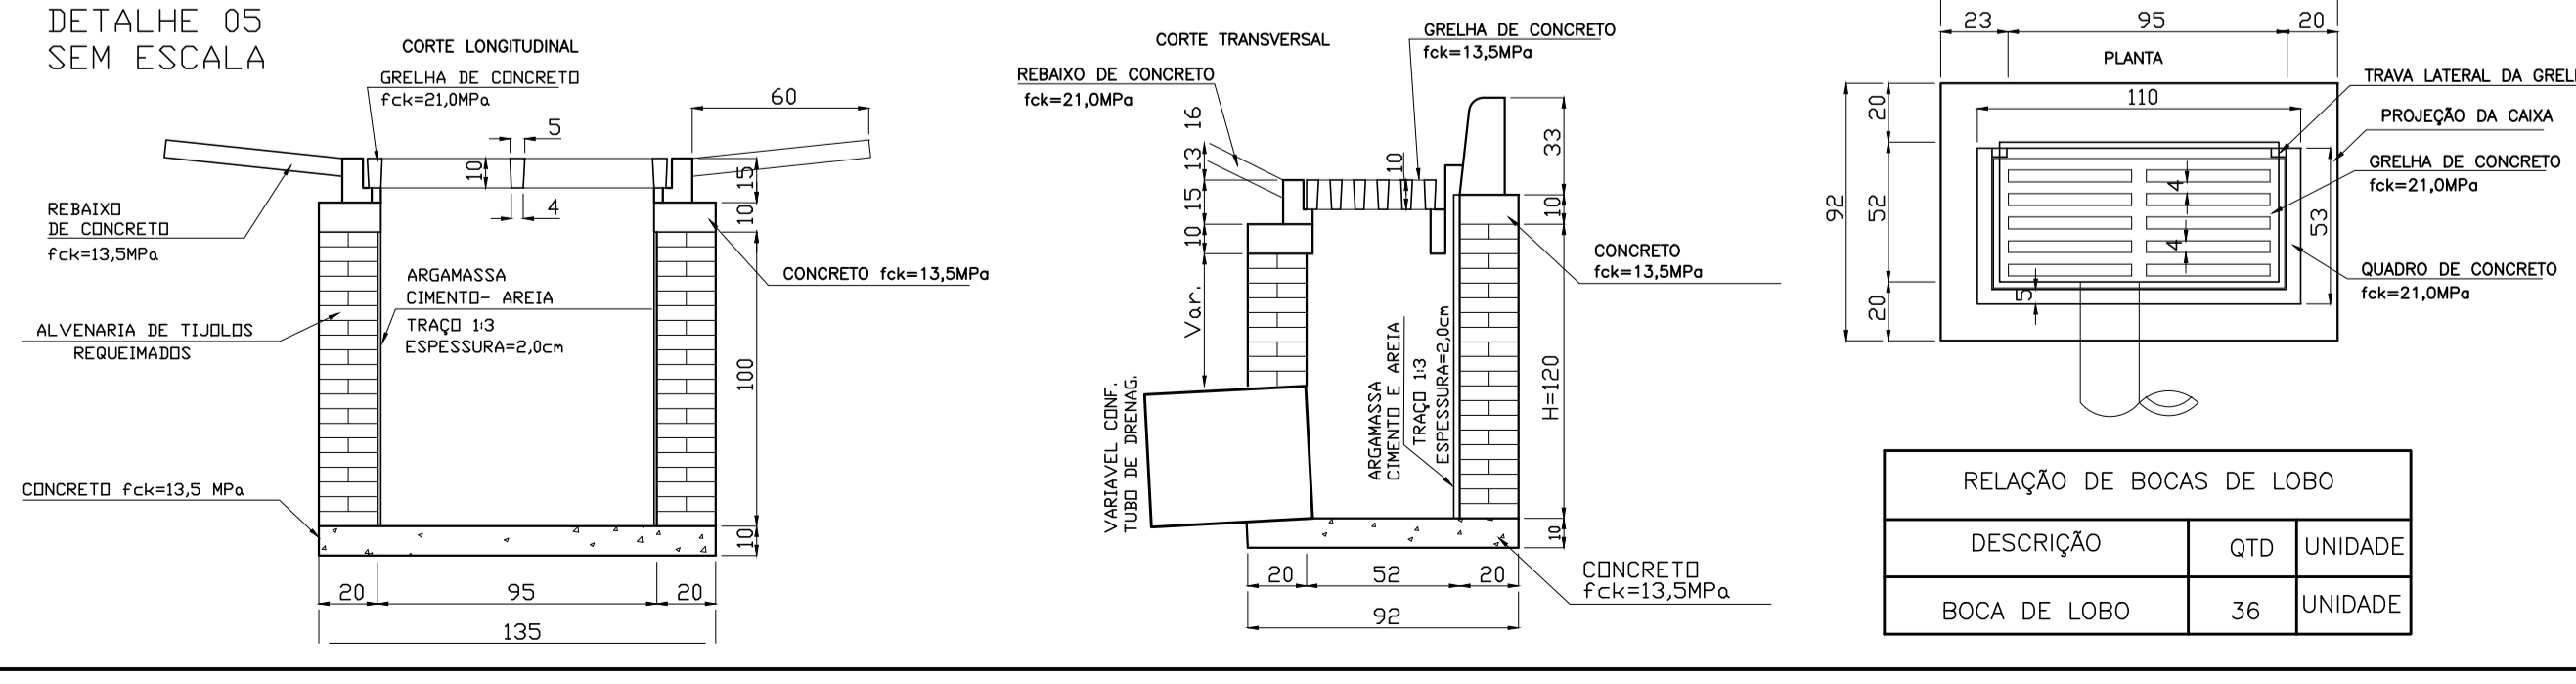 DETALHE 05
SEM ESCALA
CORTE LONGITUDINAL
GRELHA DE CONCRETO
fck=21,0MPa
60
5
10
15
4
10
REBAIXO
DE CONCRETO
fck=13,5MPa
CONCRETO fck=13,5MPa
ARGAMASSA
CIMENTO- AREIA
TRAÇO 1:3
ESPESSURA=2,0cm
ALVENARIA DE TIJOLOS
REQUEIMADOS
100
CONCRETO fck=13,5 MPa
10
20
95
20
135
CORTE TRANSVERSAL
GRELHA DE CONCRETO
fck=13,5MPa
REBAIXO DE CONCRETO
fck=21,0MPa
16
13
15
10
10
33
10
Var.
CONCRETO
fck=13,5MPa
H=120
VARIAVEL CONF.
TUBO DE DRENAG.
ARGAMASSA
CIMENTO E AREIA
TRAÇO 1:3
ESPESSURA=2,0cm
10
20
52
20
92
CONCRETO
fck=13,5MPa
23
95
20
PLANTA
TRAVA LATERAL DA GREL
110
PROJEÇÃO DA CAIXA
GRELHA DE CONCRETO
fck=21,0MPa
QUADRO DE CONCRETO
fck=21,0MPa
92
20
52
20
4
4
5
53
RELAÇÃO DE BOCAS DE LOBO
DESCRIÇÃO QTD UNIDADE
BOCA DE LOBO 36 UNIDADE